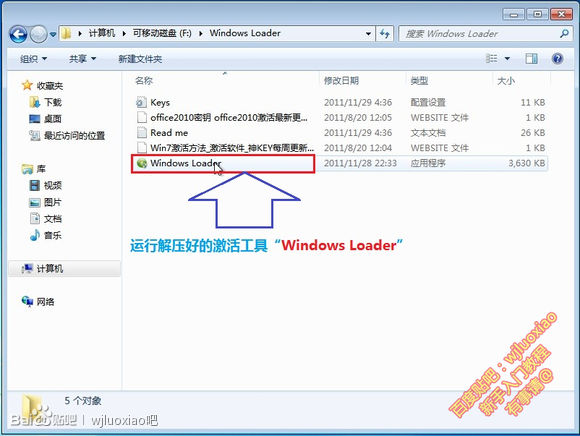 计算机 ▸ 可移动磁盘 (F:) ▸ Windows Loader
搜索 Windows Loader
组织 共享 新建文件夹
收藏夹
下载
桌面
最近访问的位置
库
视频
图片
文档
音乐
计算机
网络
名称 修改日期 类型 大小
Keys 2011/11/29 4:36 配置设置 11 KB
office2010密钥 office2010激活最新更... 2011/8/20 12:05 WEBSITE 文件 1 KB
Read me 2011/11/29 4:36 文本文档 26 KB
Win7激活方法_激活软件_神KEY每周更新... 2011/8/20 12:04 WEBSITE 文件 1 KB
Windows Loader 2011/11/28 22:33 应用程序 3,630 KB
运行解压好的激活工具“Windows Loader”
百度贴吧：wjluoxiao
新手入门教程
有事请@
5 个对象
Bai 贴吧 | wjluoxiao吧